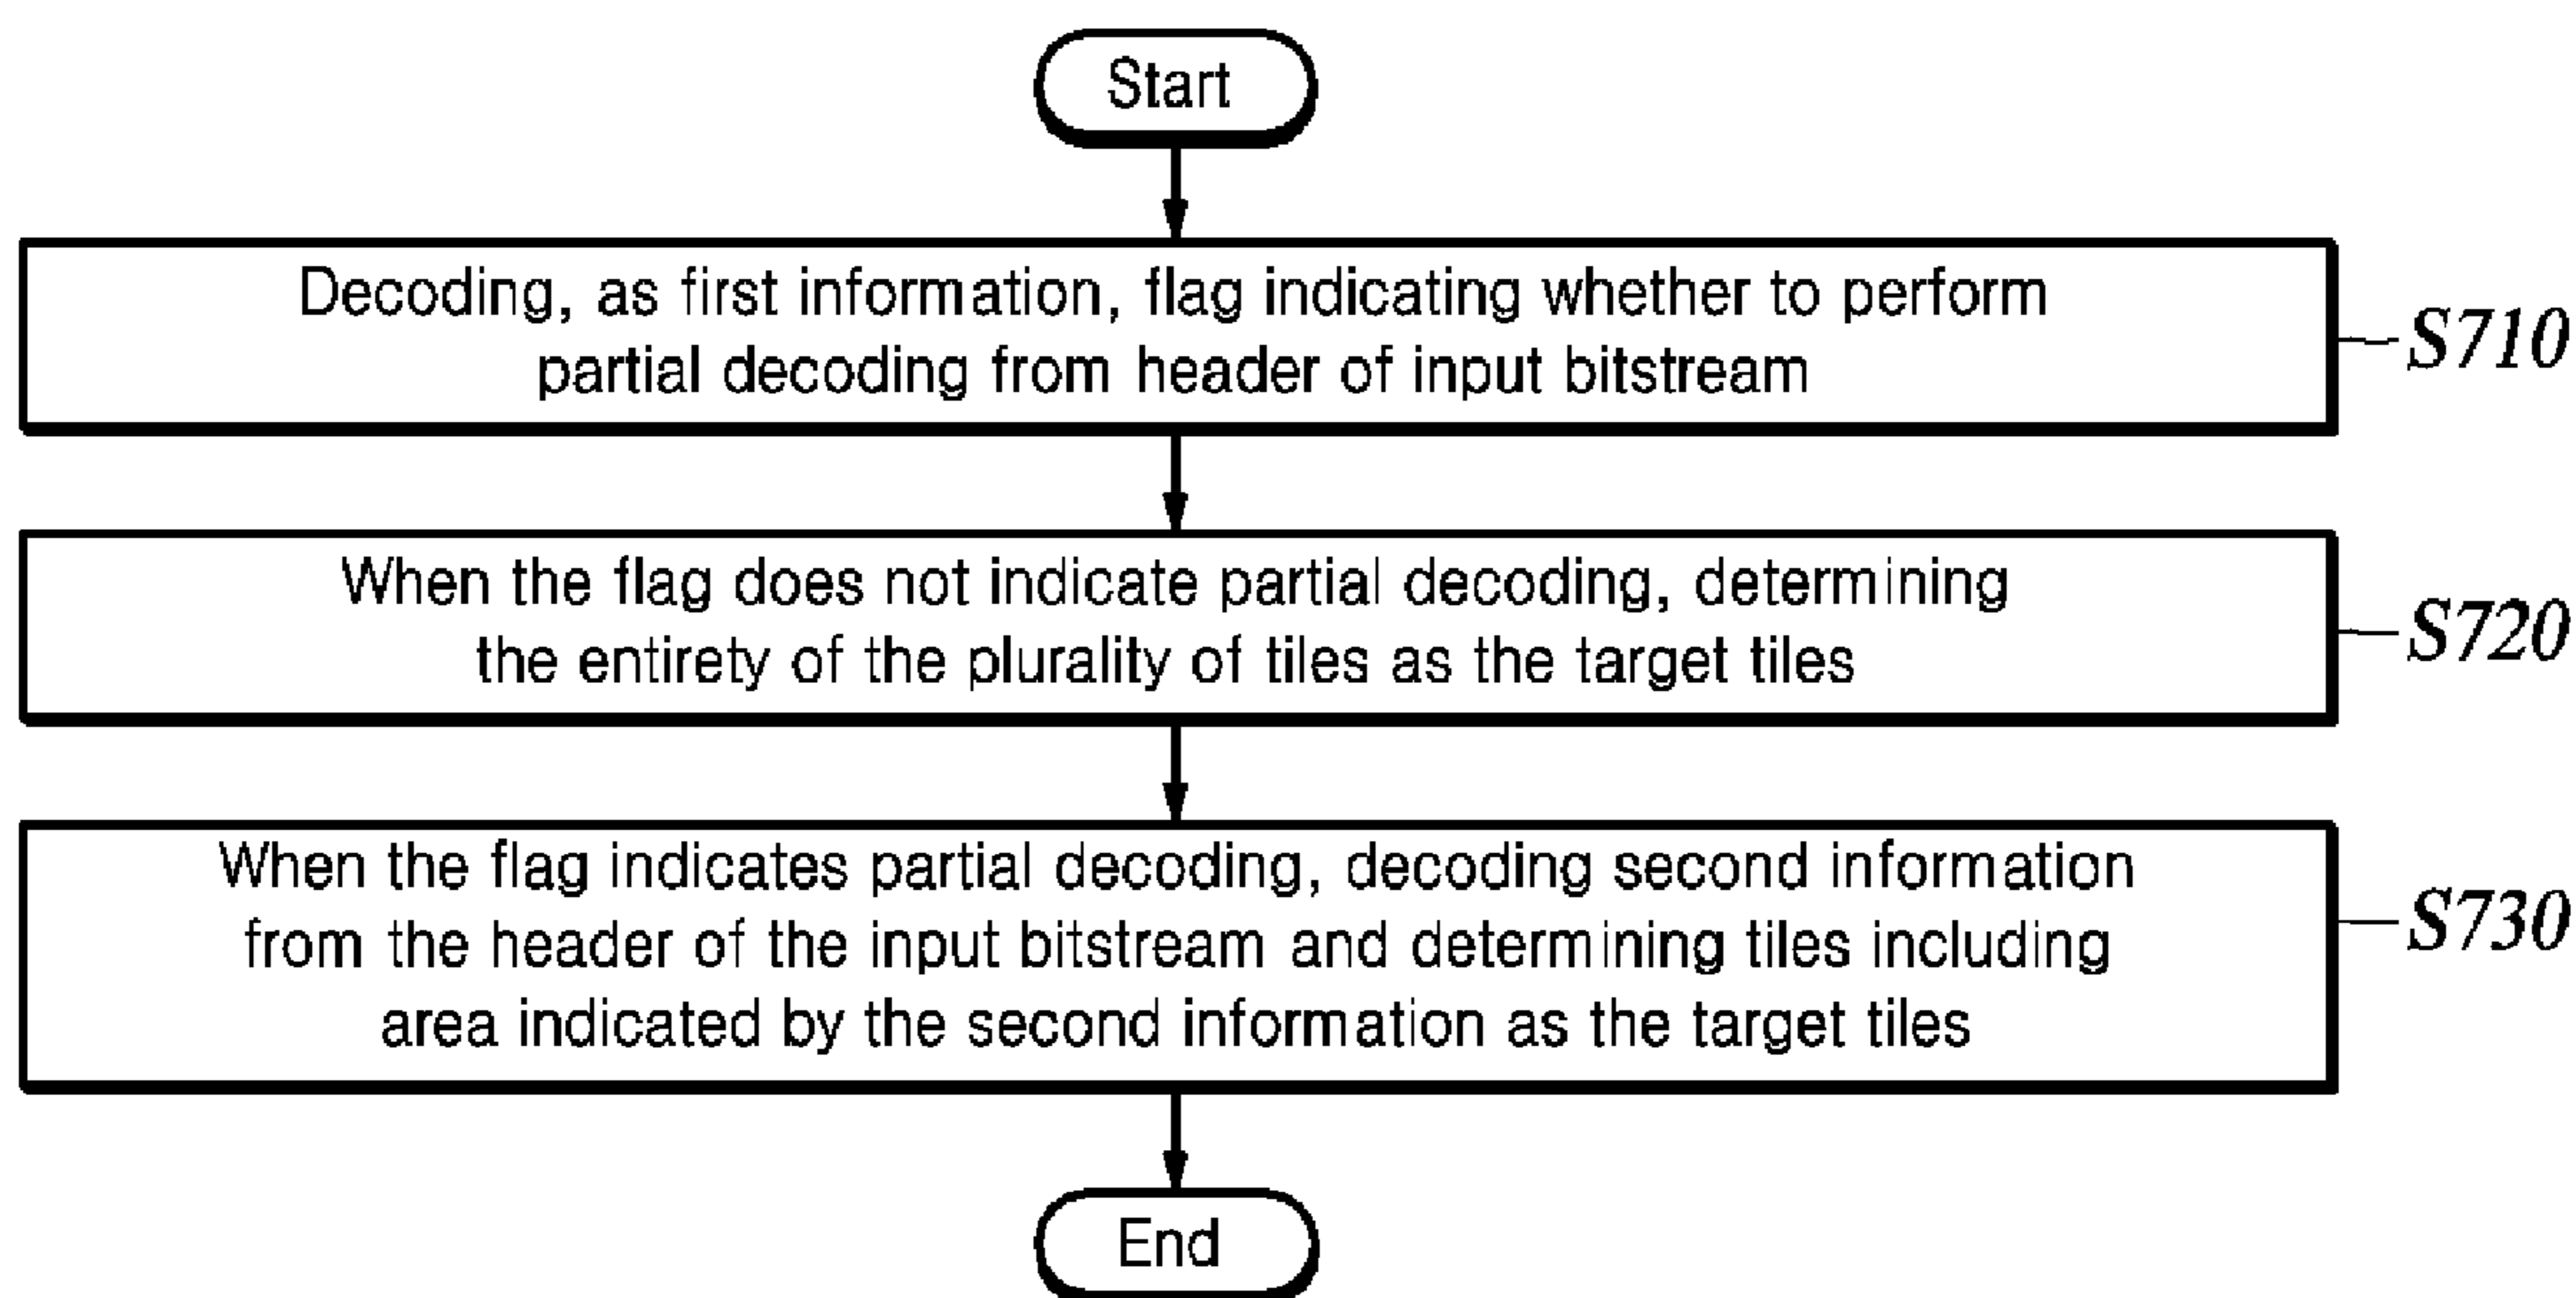 Start
Decoding, as first information, flag indicating whether to perform
partial decoding from header of input bitstream
S710
When the flag does not indicate partial decoding, determining
the entirety of the plurality of tiles as the target tiles
S720
When the flag indicates partial decoding, decoding second information
from the header of the input bitstream and determining tiles including
area indicated by the second information as the target tiles
S730
End